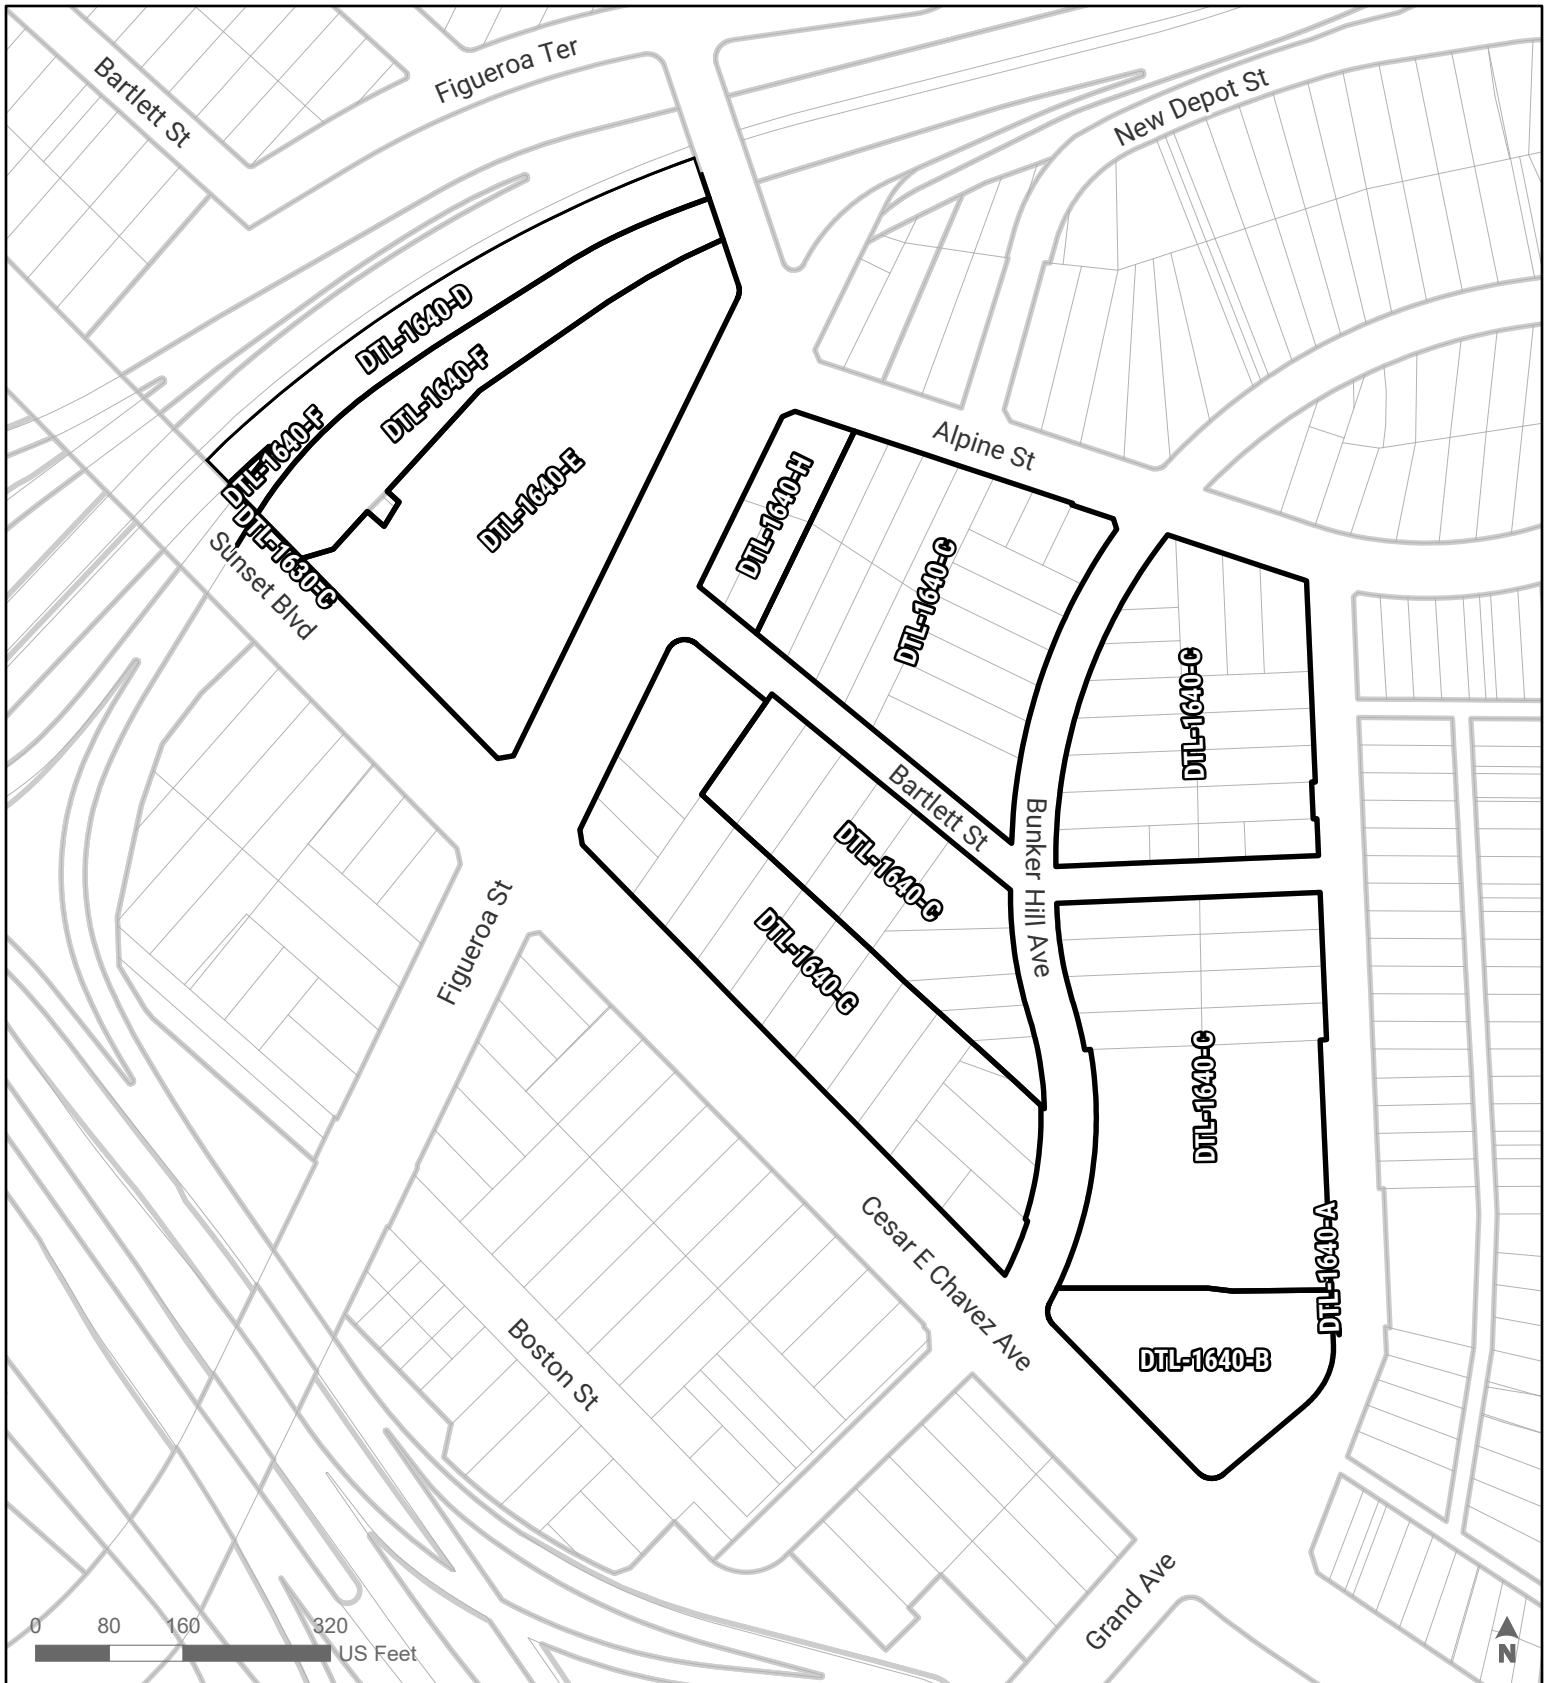 Figueroa Ter
Bartlett St
New Depot St
DTL-1640-D
DTL-1640-F
DTL-1640-F
DTL-1640-E
DTL-1630-C
Sunset Blvd
Alpine St
DTL-1640-H
DTL-1640-C
DTL-1640-C
Bartlett St
Bunker Hill Ave
DTL-1640-C
DTL-1640-G
Figueroa St
DTL-1640-C
DTL-1640-A
Cesar E Chavez Ave
DTL-1640-B
Boston St
Grand Ave
0 80 160 320
US Feet
N